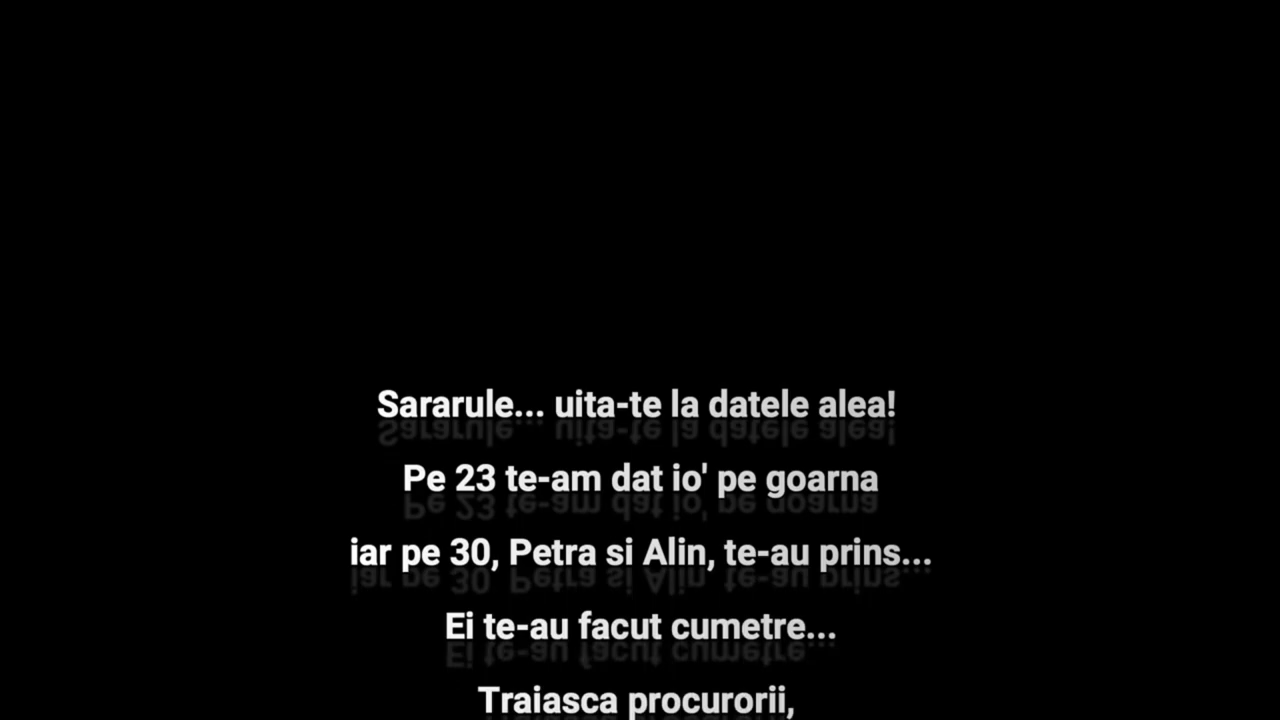 Sararule... uita-te la datele alea!
Pe 23 te-am dat io' pe goarna
iar pe 30, Petra si Alin, te-au prins...
Ei te-au facut cumetre...
Traiasca procurorii,